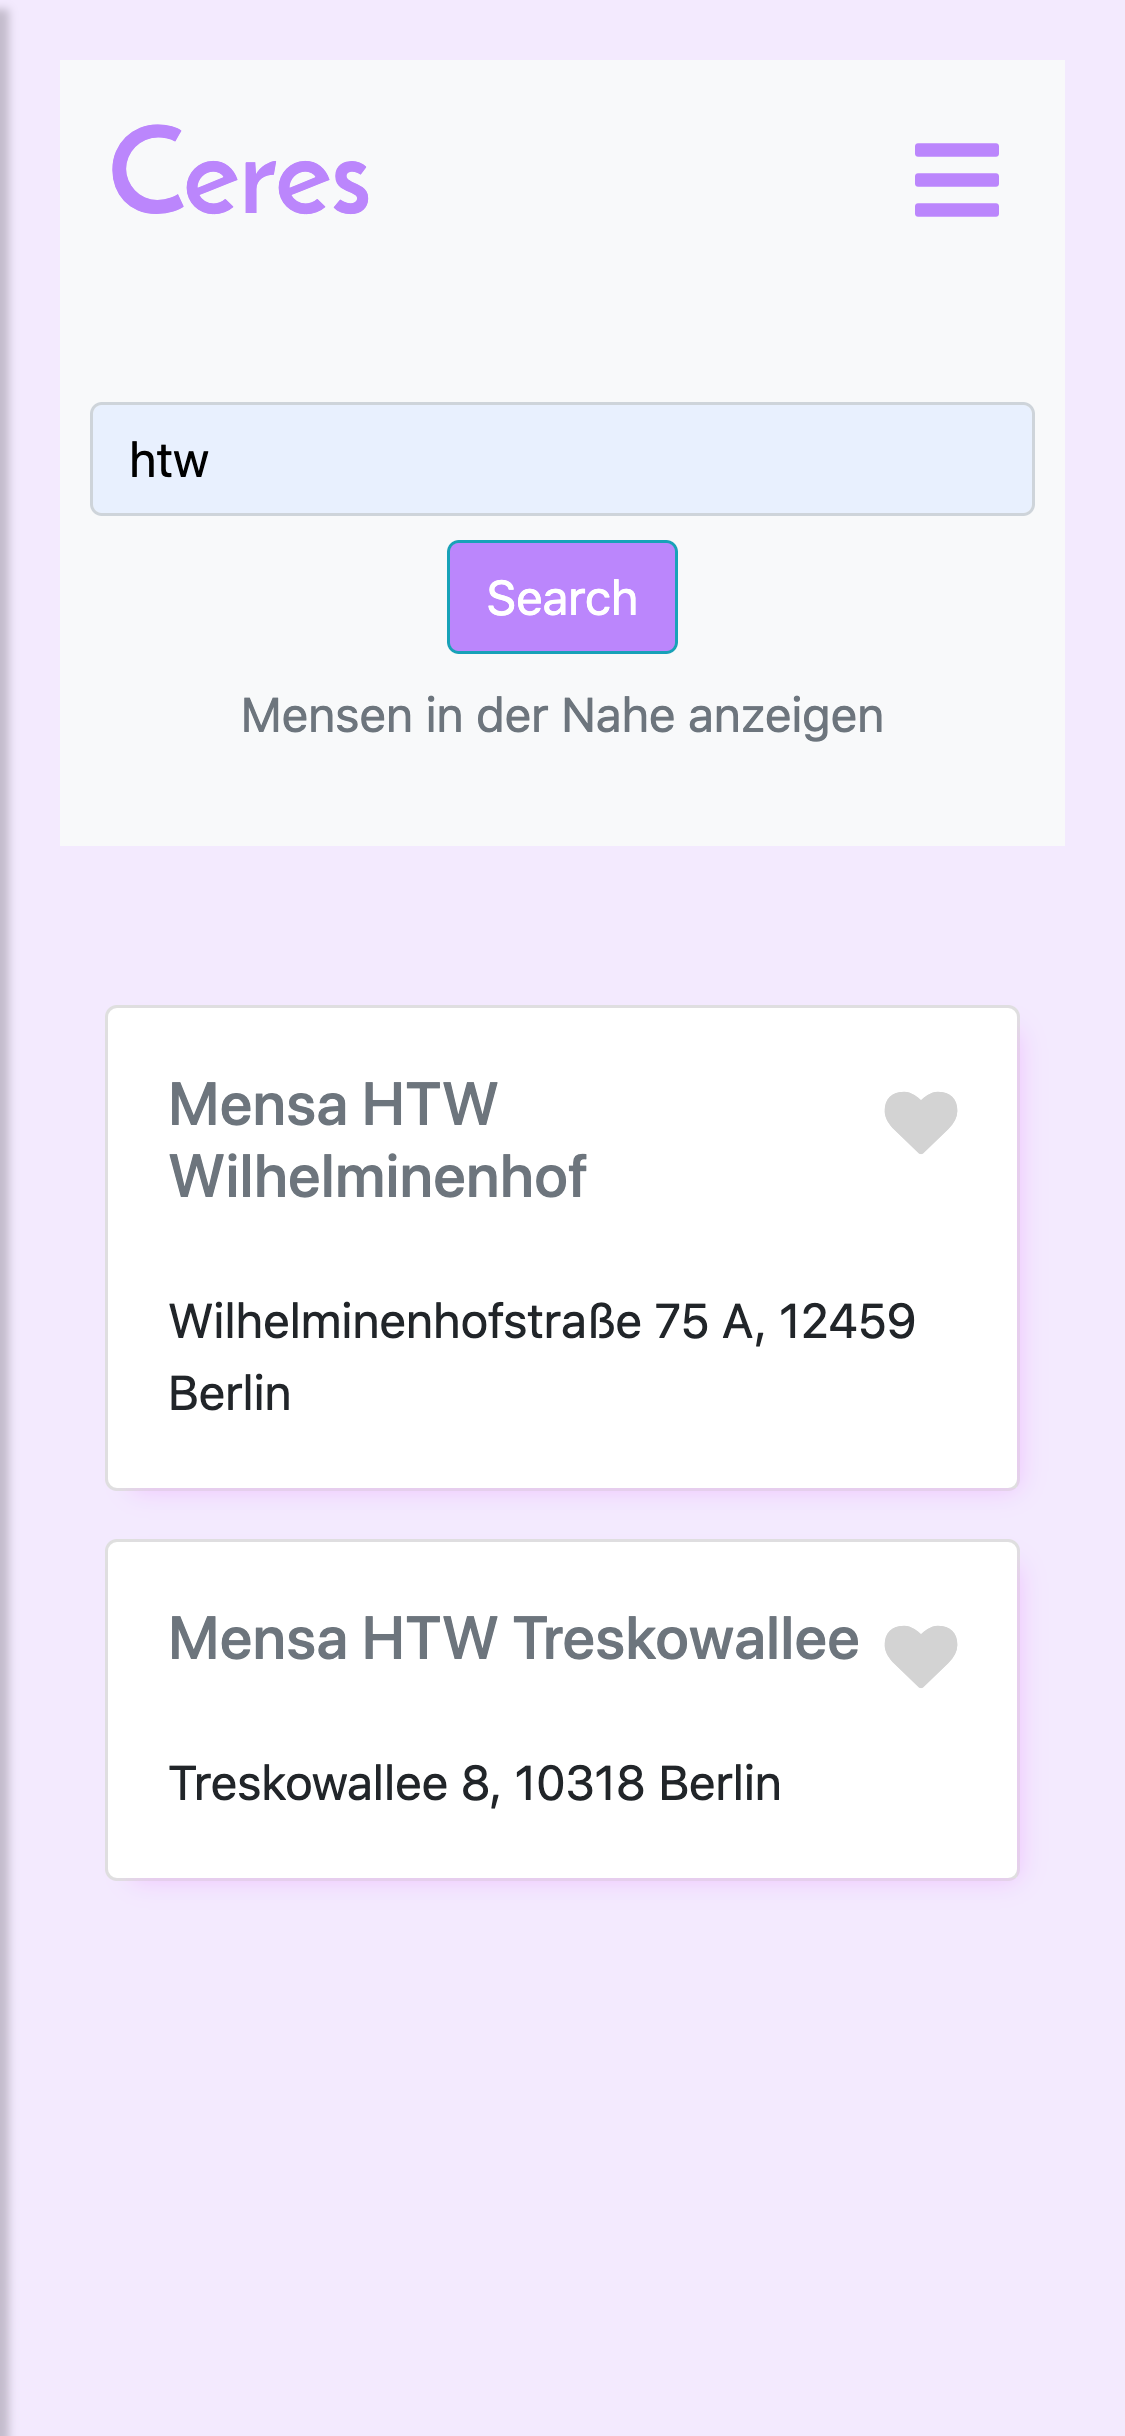 Ceres
htw
Search
Mensen in der Nahe anzeigen
Mensa HTW
Wilhelminenhof
Wilhelminenhofstraße 75 A, 12459
Berlin
Mensa HTW Treskowallee
Treskowallee 8, 10318 Berlin